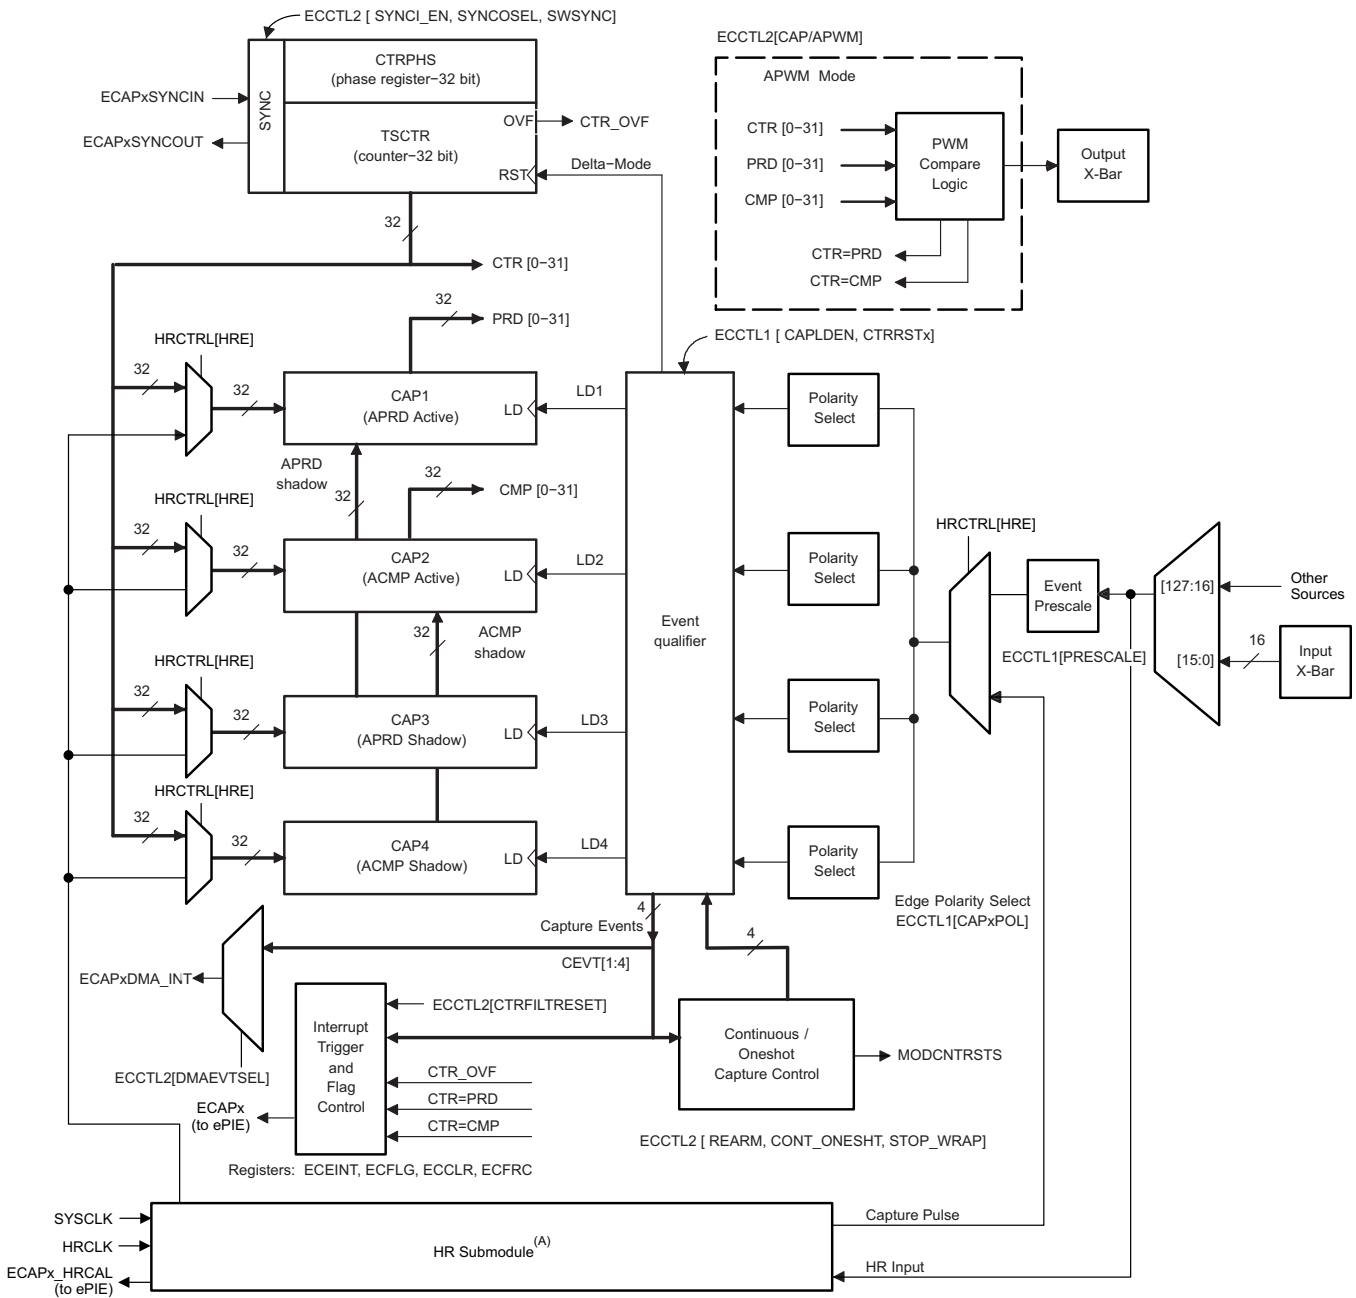 ECCTL2 [ SYNCI_EN, SYNCOSEL, SWSYNC]
SYNC
CTRPHS
(phase register−32 bit)
ECAPxSYNCIN
ECAPxSYNCOUT
TSCTR
(counter−32 bit)
OVF
CTR_OVF
RST
Delta−Mode
32
CTR [0−31]
ECCTL2[CAP/APWM]
APWM Mode
CTR [0−31]
PRD [0−31]
CMP [0−31]
PWM
Compare
Logic
Output
X-Bar
CTR=PRD
CTR=CMP
32
PRD [0−31]
HRCTRL[HRE]
32
32
CAP1
(APRD Active)
LD
LD1
ECCTL1 [ CAPLDEN, CTRRSTx]
Polarity
Select
APRD
shadow
32
32
CMP [0−31]
HRCTRL[HRE]
32
32
CAP2
(ACMP Active)
LD
LD2
Event
qualifier
Polarity
Select
32
ACMP
shadow
HRCTRL[HRE]
32
32
CAP3
(APRD Shadow)
LD
LD3
Polarity
Select
HRCTRL[HRE]
32
32
CAP4
(ACMP Shadow)
LD
LD4
Polarity
Select
HRCTRL[HRE]
Event
Prescale
ECCTL1[PRESCALE]
[127:16]
[15:0]
Other
Sources
16
Input
X-Bar
Edge Polarity Select
ECCTL1[CAPxPOL]
4
Capture Events
CEVT[1:4]
4
ECAPxDMA_INT
ECCTL2[DMAEVTSEL]
Interrupt
Trigger
and
Flag
Control
ECCTL2[CTRFILTRESET]
CTR_OVF
CTR=PRD
CTR=CMP
ECAPx
(to ePIE)
Registers: ECEINT, ECFLG, ECCLR, ECFRC
Continuous /
Oneshot
Capture Control
MODCNTRSTS
ECCTL2 [ REARM, CONT_ONESHT, STOP_WRAP]
SYSCLK
HRCLK
ECAPx_HRCAL
(to ePIE)
HR Submodule(A)
Capture Pulse
HR Input